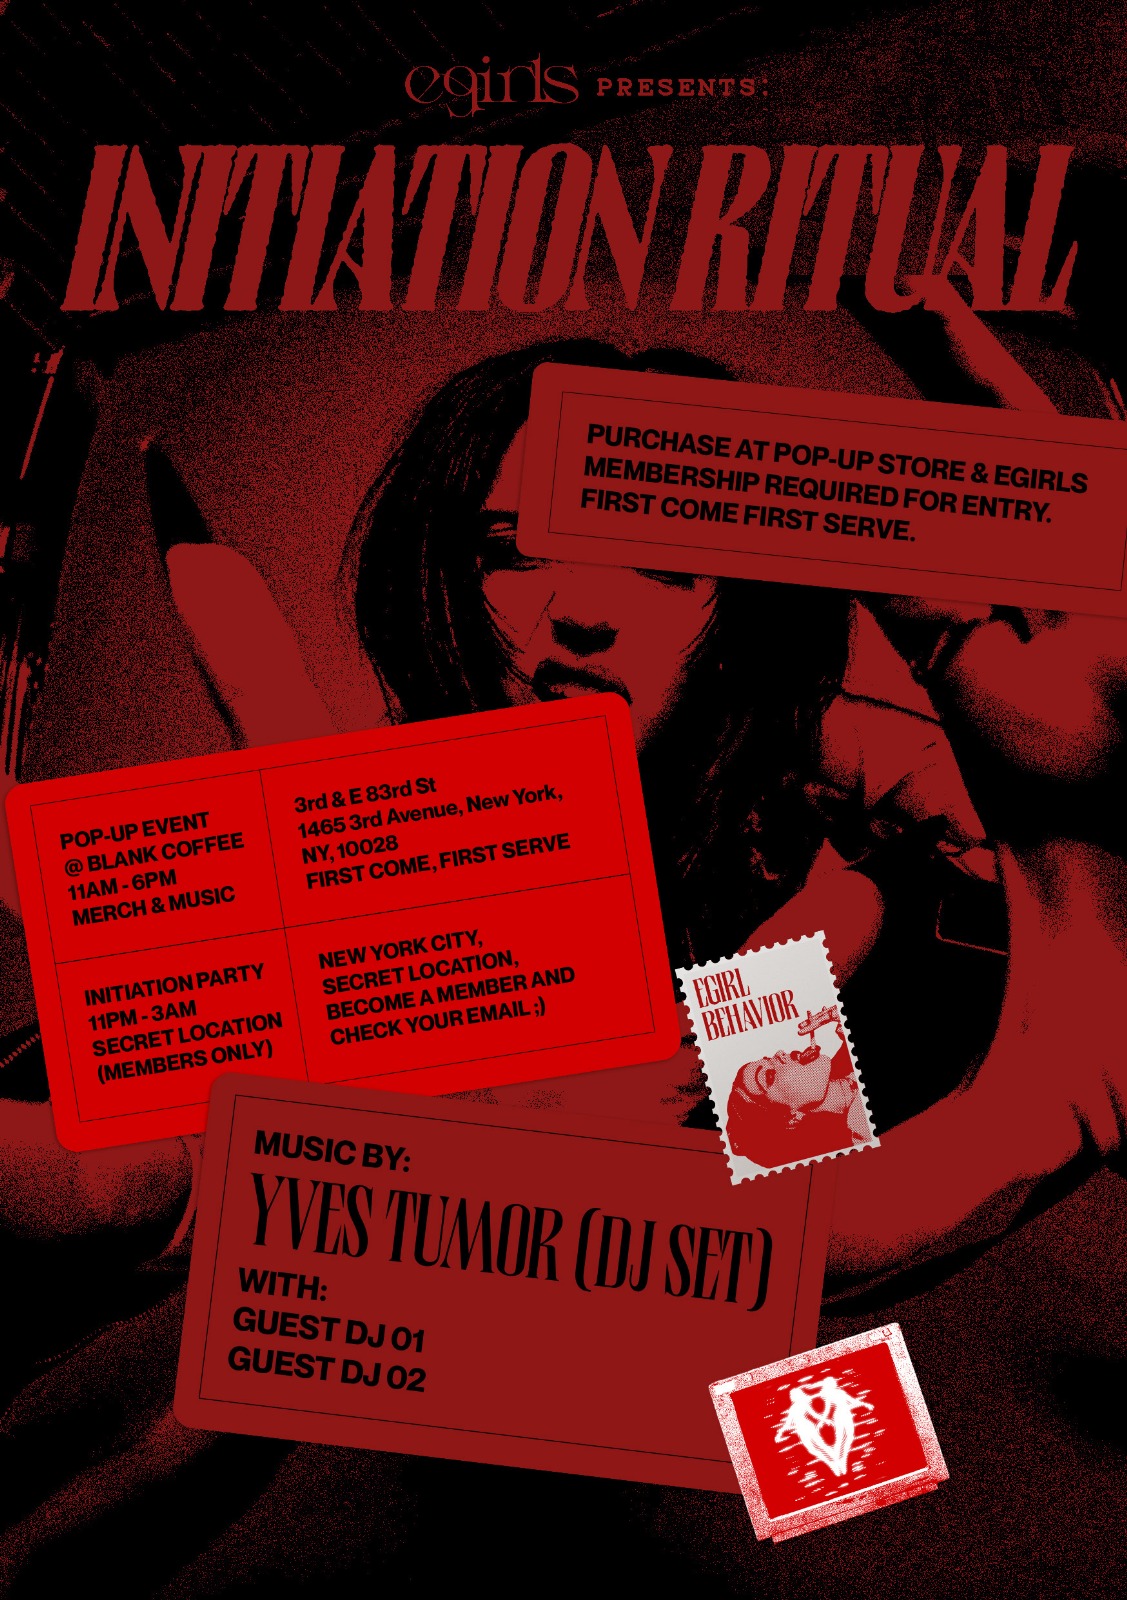 egirls PRESENTS:
INITIATION RITUAL
PURCHASE AT POP-UP STORE & EGIRLS
MEMBERSHIP REQUIRED FOR ENTRY.
FIRST COME FIRST SERVE.
POP-UP EVENT
@ BLANK COFFEE
11AM - 6PM
MERCH & MUSIC
3rd & E 83rd St
1465 3rd Avenue, New York,
NY, 10028
FIRST COME, FIRST SERVE
INITIATION PARTY
11PM - 3AM
SECRET LOCATION
(MEMBERS ONLY)
NEW YORK CITY,
SECRET LOCATION,
BECOME A MEMBER AND
CHECK YOUR EMAIL ;)
EGIRL
BEHAVIOR
MUSIC BY:
YVES TUMOR (DJ SET)
WITH:
GUEST DJ 01
GUEST DJ 02